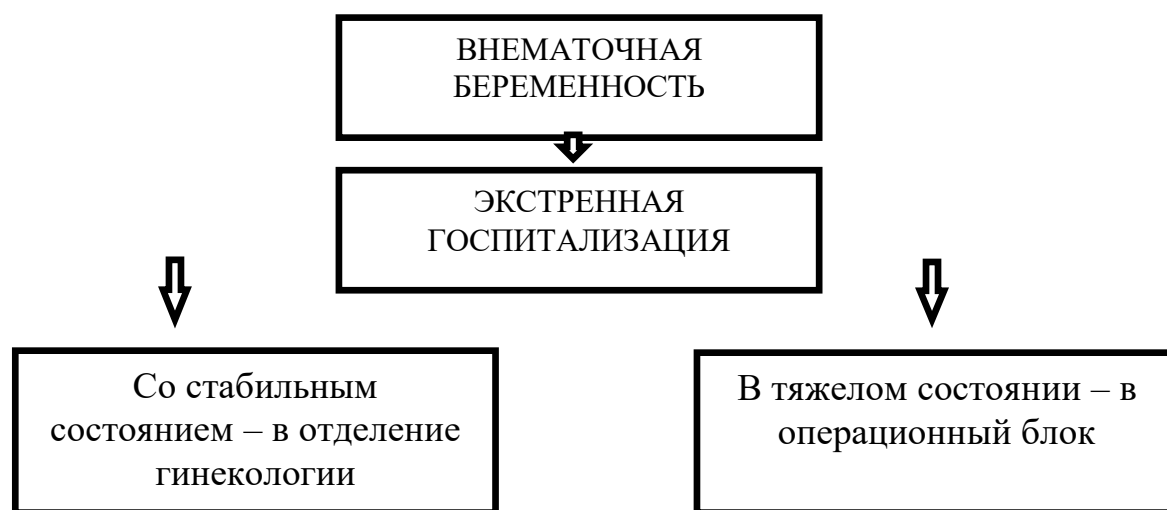 ВНЕМАТОЧНАЯ
БЕРЕМЕННОСТЬ
ЭКСТРЕННАЯ
ГОСПИТАЛИЗАЦИЯ
Со стабильным
состоянием – в отделение
гинекологии
В тяжелом состоянии – в
операционный блок